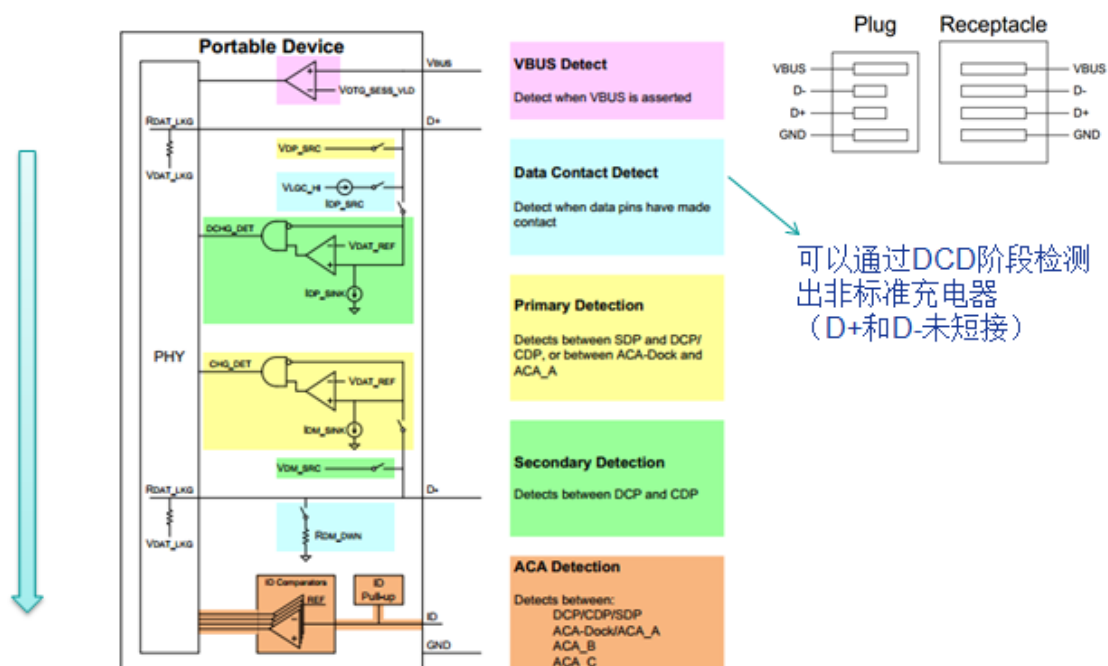 Portable Device
VBUS
VOTG_SESS_VLD
RDAT_LKG
D+
VDP_SRC
VDAT_LKG
VLGC_HI
IDP_SRC
DCHG_DET
VDAT_REF
IDP_SINK
PHY
CHG_DET
VDAT_REF
IDM_SINK
VDM_SRC
RDAT_LKG
D-
VDAT_LKG
RDM_DWN
ID Comparators
REF
ID
Pull-up
ID
GND
VBUS Detect
Detect when VBUS is asserted
Data Contact Detect
Detect when data pins have made
contact
Primary Detection
Detects between SDP and DCP/
CDP, or between ACA-Dock and
ACA_A
Secondary Detection
Detects between DCP and CDP
ACA Detection
Detects between:
DCP/CDP/SDP
ACA-Dock/ACA_A
ACA_B
ACA_C
Plug
Receptacle
VBUS
D-
D+
GND
VBUS
D-
D+
GND
可以通过DCD阶段检测
出非标准充电器
（D+和D-未短接）